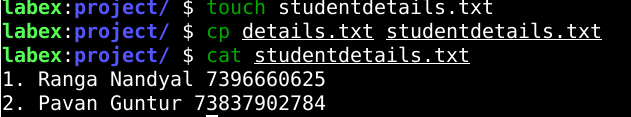 labex:project/ $ touch studentdetails.txt
labex:project/ $ cp details.txt studentdetails.txt
labex:project/ $ cat studentdetails.txt
1. Ranga Nandyal 7396660625
2. Pavan Guntur 73837902784